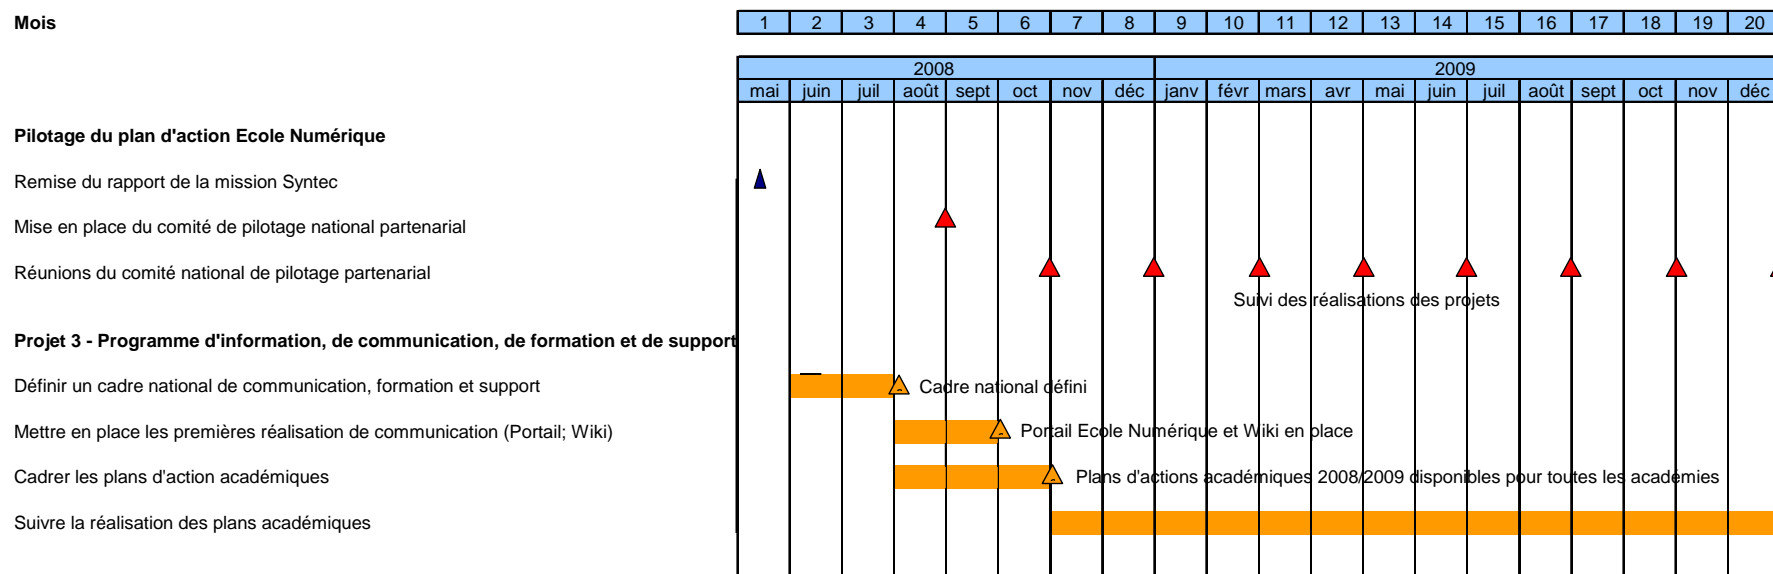 Mois 1 2 3 4 5 6 7 8 9 10 11 12 13 14 15 16 17 18 19 20
2008 2009
mai juin juil août sept oct nov déc janv févr mars avr mai juin juil août sept oct nov déc
Pilotage du plan d'action Ecole Numérique
Remise du rapport de la mission Syntec
Mise en place du comité de pilotage national partenarial
Réunions du comité national de pilotage partenarial
Suivi des réalisations des projets
Projet 3 - Programme d'information, de communication, de formation et de support
Définir un cadre national de communication, formation et support Cadre national défini
Mettre en place les premières réalisation de communication (Portail; Wiki) Portail Ecole Numérique et Wiki en place
Cadrer les plans d'action académiques Plans d'actions académiques 2008/2009 disponibles pour toutes les académies
Suivre la réalisation des plans académiques